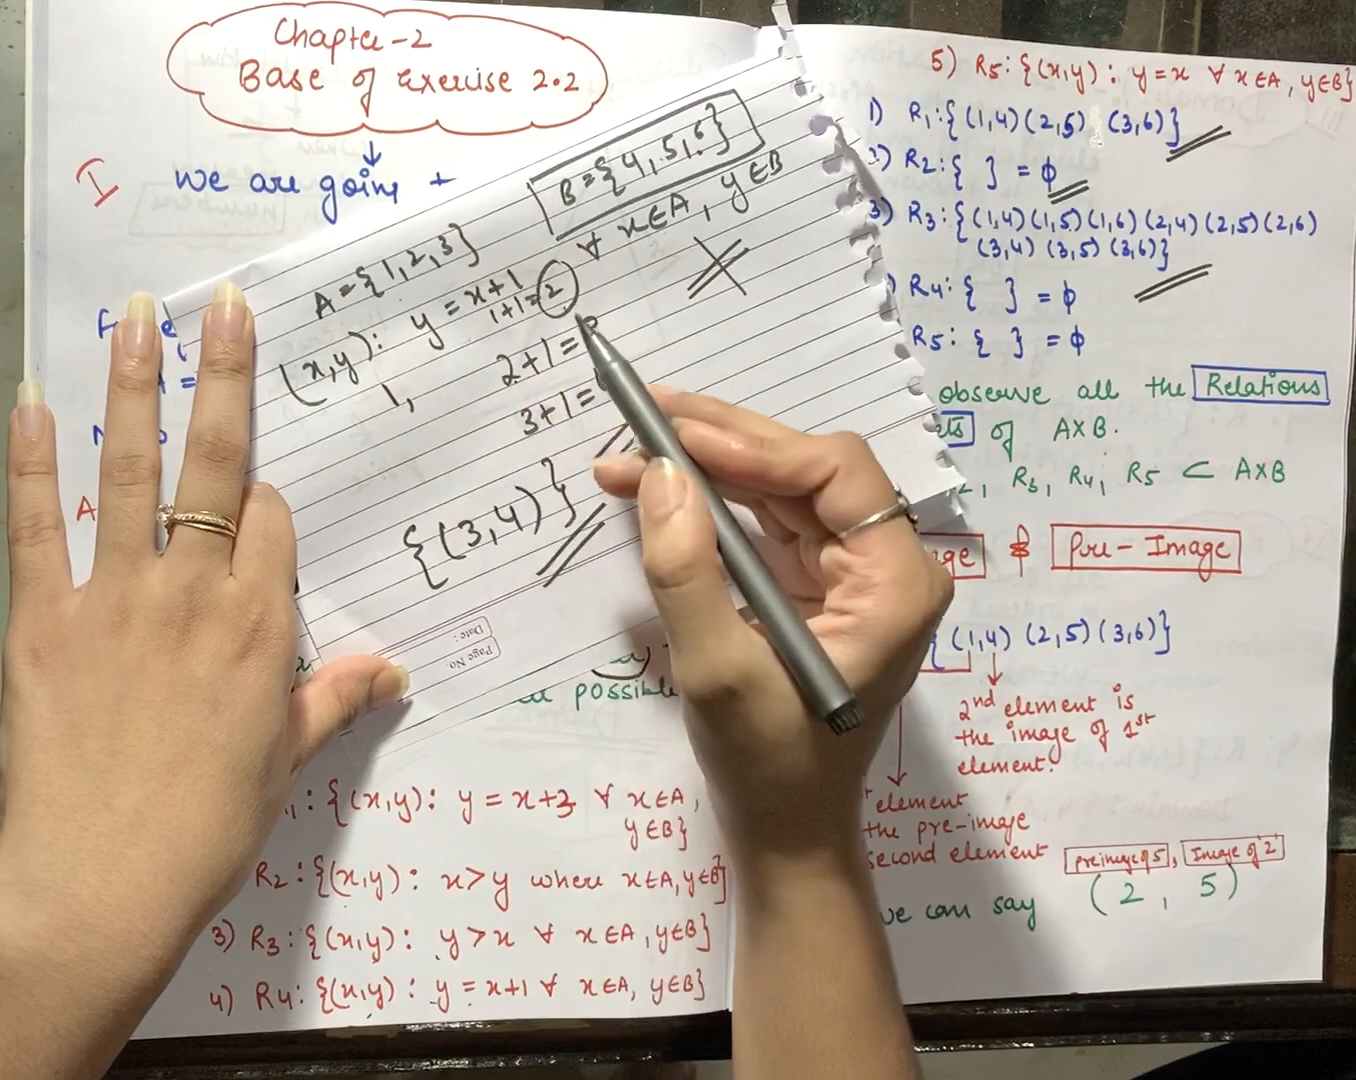 Chapter-2
Base of exercise 2.2
I we are going
A={1,2,3}
B={4,5,6}
(x,y): y=x+1 ∀ x∈A, y∈B
1, 1+1=2
2+1=
3+1=
{(3,4)}
Date:
Page No.
possible
: {(x,y): y=x+3 ∀ x∈A,
y∈B}
R2: {(x,y): x>y where x∈A,y∈B}
3) R3: {(x,y): y>x ∀ x∈A,y∈B}
4) R4: {(x,y): y=x+1 ∀ x∈A, y∈B}
5) R5: {(x,y): y=x ∀ x∈A, y∈B}
1) R1:{(1,4)(2,5) (3,6)}
2) R2:{ } = ϕ
3) R3:{(1,4)(1,5)(1,6)(2,4)(2,5)(2,6)
(3,4)(3,5)(3,6)}
R4: { } = ϕ
R5: { } = ϕ
observe all the Relations
of A×B.
R3, R4, R5 ⊂ A×B
& Pre-Image
{(1,4) (2,5)(3,6)}
2nd element is
the image of 1st
element.
element
the pre-image
second element
preimage of 5, Image of '2'
we can say (2, 5)